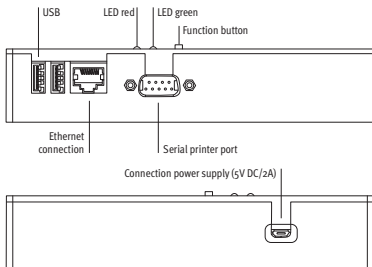 USB
LED red
LED green
Function button
Ethernet
connection
Serial printer port
Connection power supply (5V DC/2A)